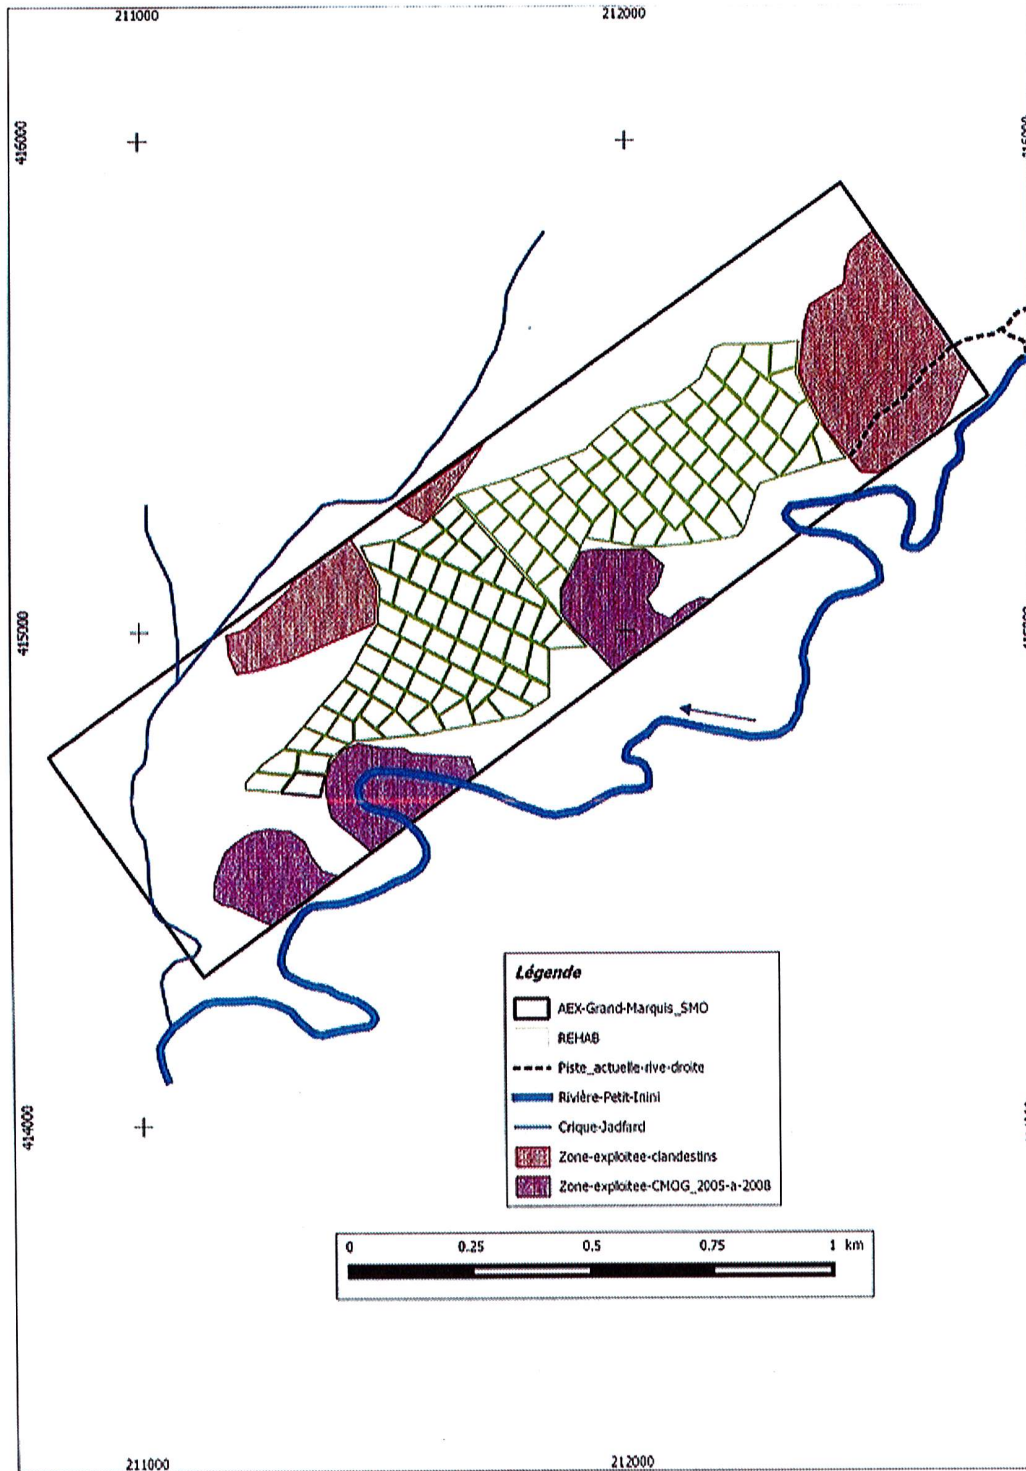 211000 212000
416000
415000
414000
Légende
AEX-Grand-Marquis_SMO
REHAB
Piste_actuelle-rive-droite
Rivière-Petit-Inini
Crique-Jadfard
Zone-exploitee-clandestins
Zone-exploitee-CMOG_2005-a-2008
0 0.25 0.5 0.75 1 km
211000 212000